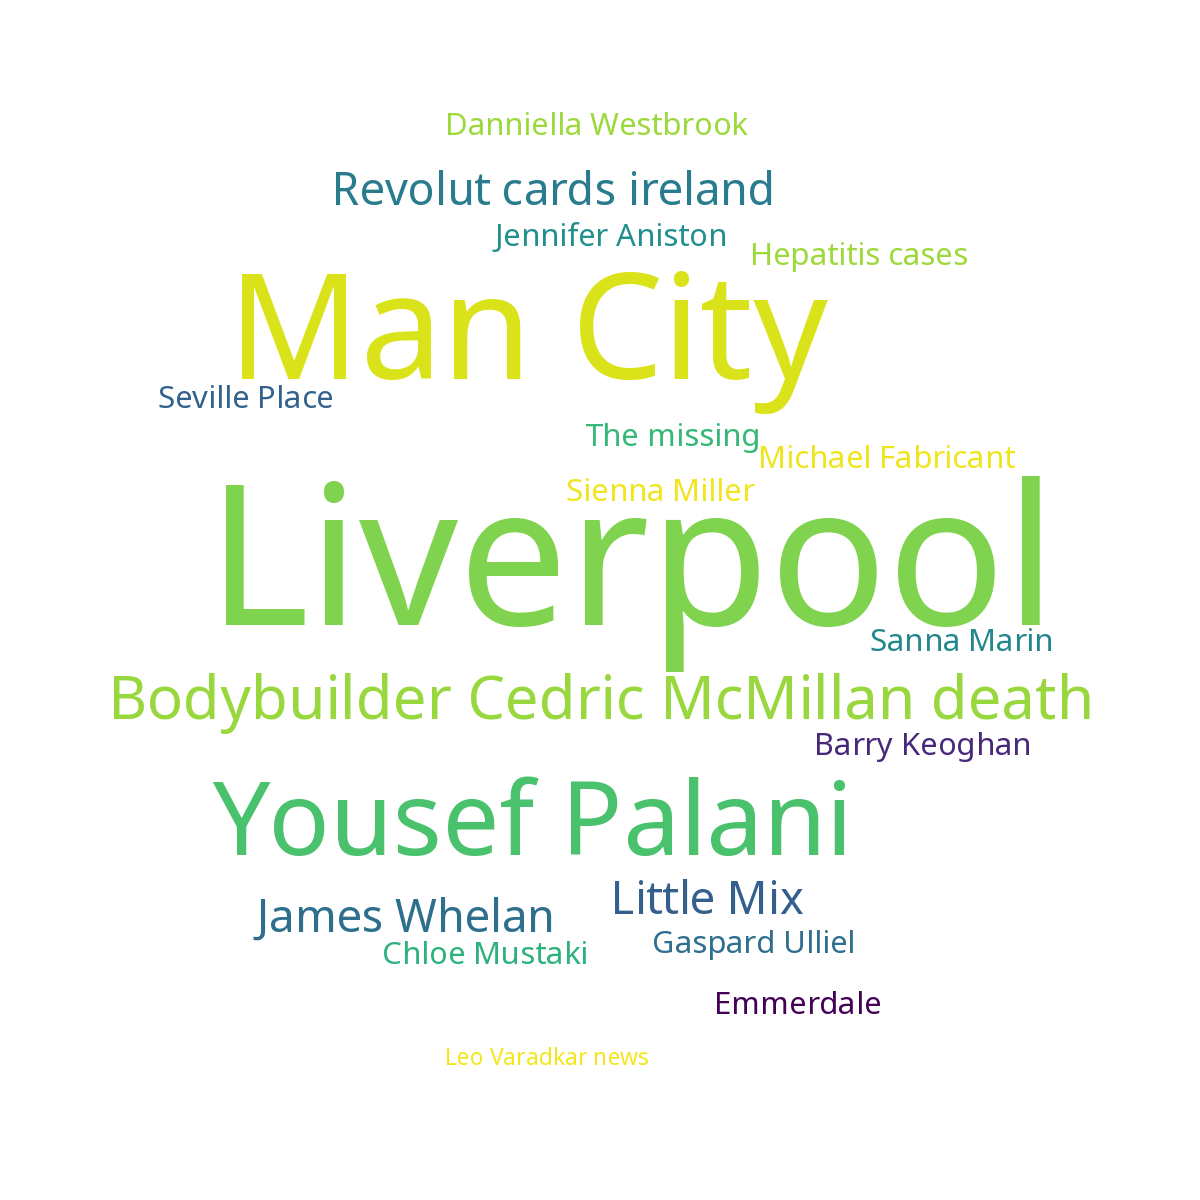 Danniella Westbrook
Revolut cards ireland
Jennifer Aniston
Hepatitis cases
Man City
Seville Place
The missing
Michael Fabricant
Sienna Miller
Liverpool
Sanna Marin
Bodybuilder Cedric McMillan death
Barry Keoghan
Yousef Palani
Little Mix
James Whelan
Gaspard Ulliel
Chloe Mustaki
Emmerdale
Leo Varadkar news